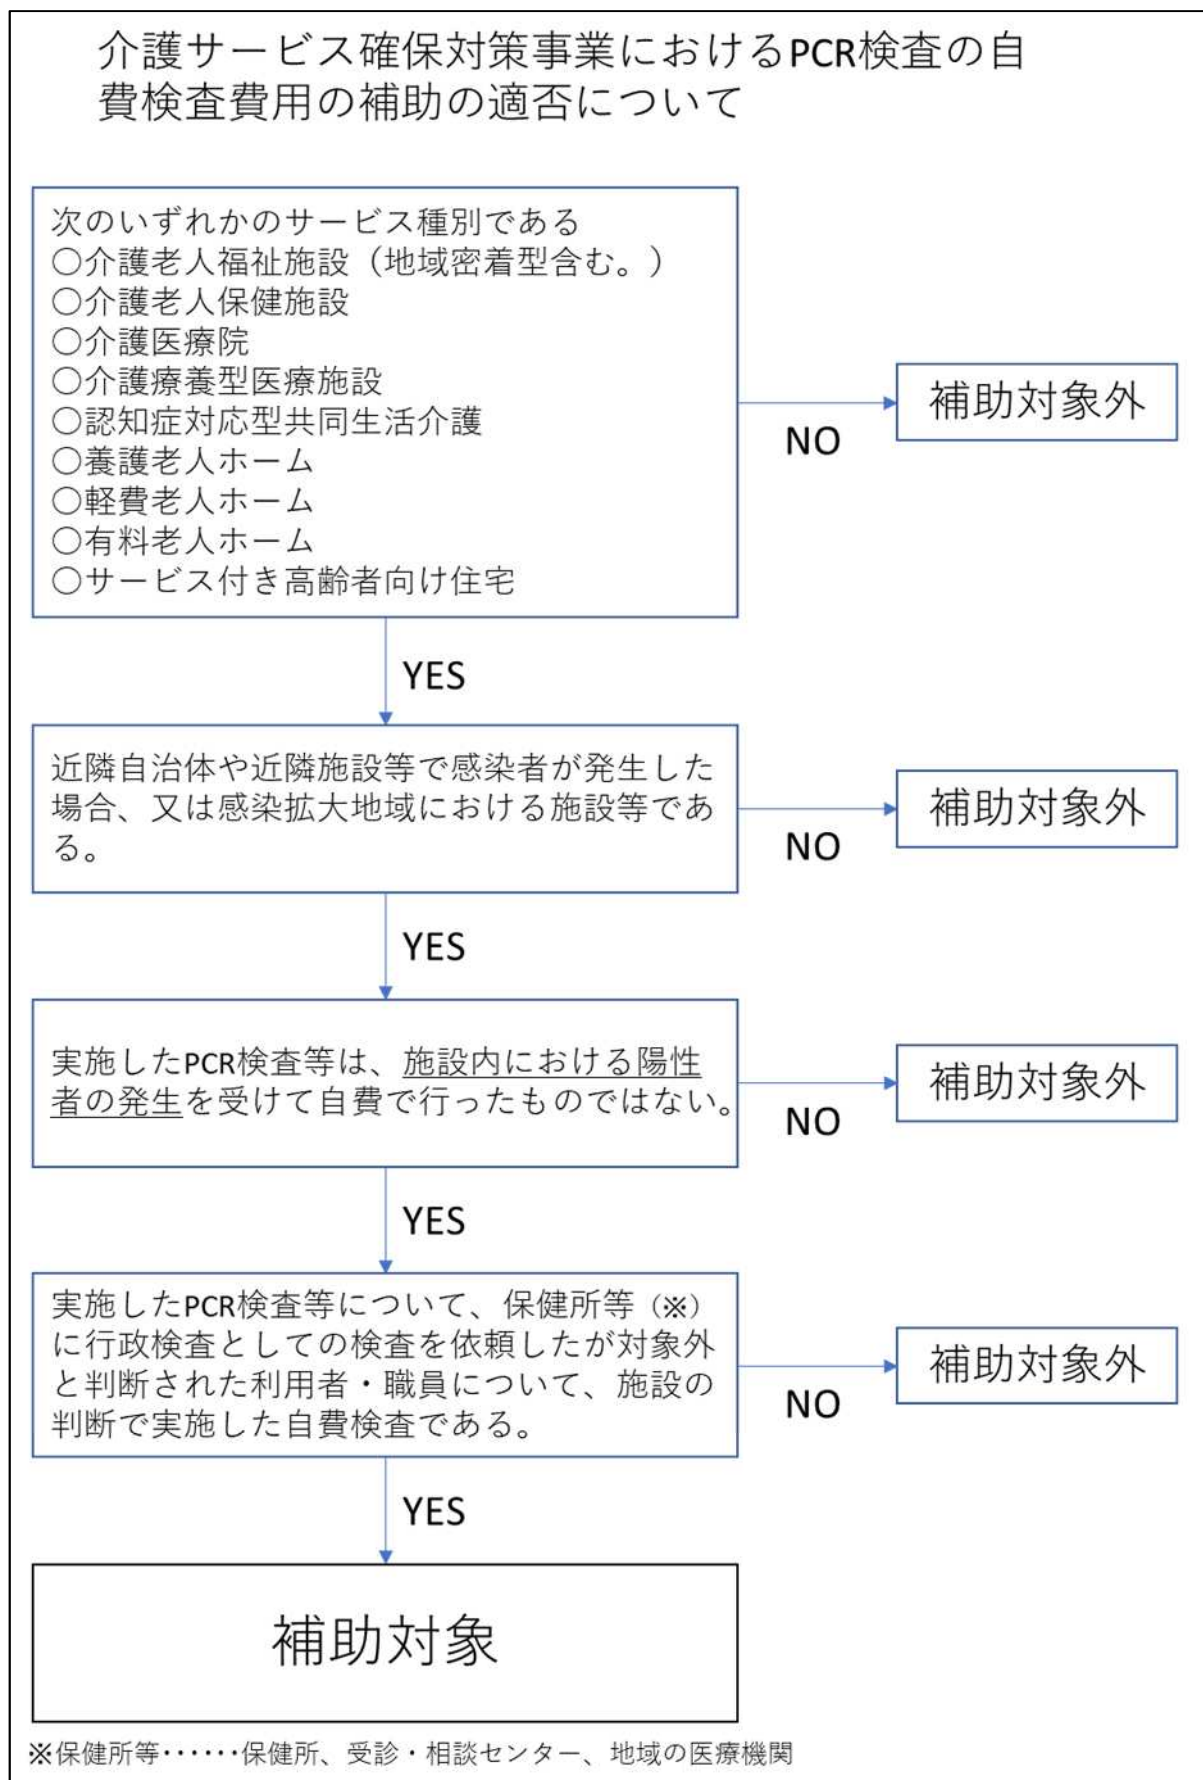 介護サービス確保対策事業におけるPCR検査の自
費検査費用の補助の適否について
次のいずれかのサービス種別である
○介護老人福祉施設（地域密着型含む。）
○介護老人保健施設
○介護医療院
○介護療養型医療施設
○認知症対応型共同生活介護
○養護老人ホーム
○軽費老人ホーム
○有料老人ホーム
○サービス付き高齢者向け住宅
NO
補助対象外
YES
近隣自治体や近隣施設等で感染者が発生した
場合、又は感染拡大地域における施設等であ
る。
NO
補助対象外
YES
実施したPCR検査等は、施設内における陽性
者の発生を受けて自費で行ったものではない。
NO
補助対象外
YES
実施したPCR検査等について、保健所等（※）
に行政検査としての検査を依頼したが対象外
と判断された利用者・職員について、施設の
判断で実施した自費検査である。
NO
補助対象外
YES
補助対象
※保健所等‥‥‥保健所、受診・相談センター、地域の医療機関